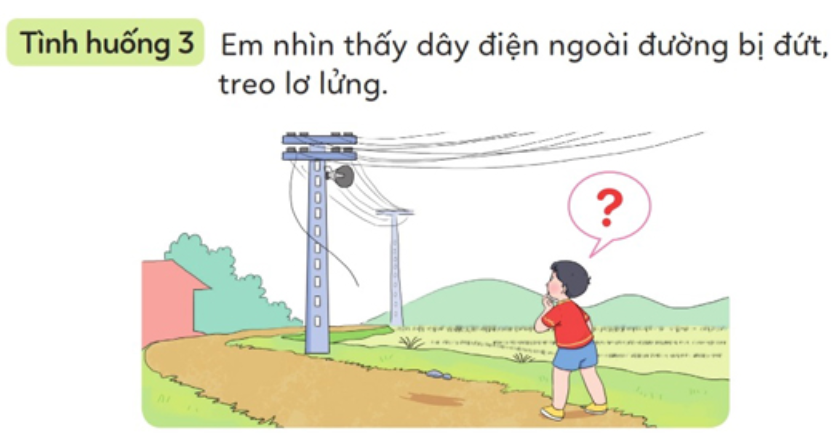 Tình huống 3 Em nhìn thấy dây điện ngoài đường bị đứt,
treo lơ lửng.
?